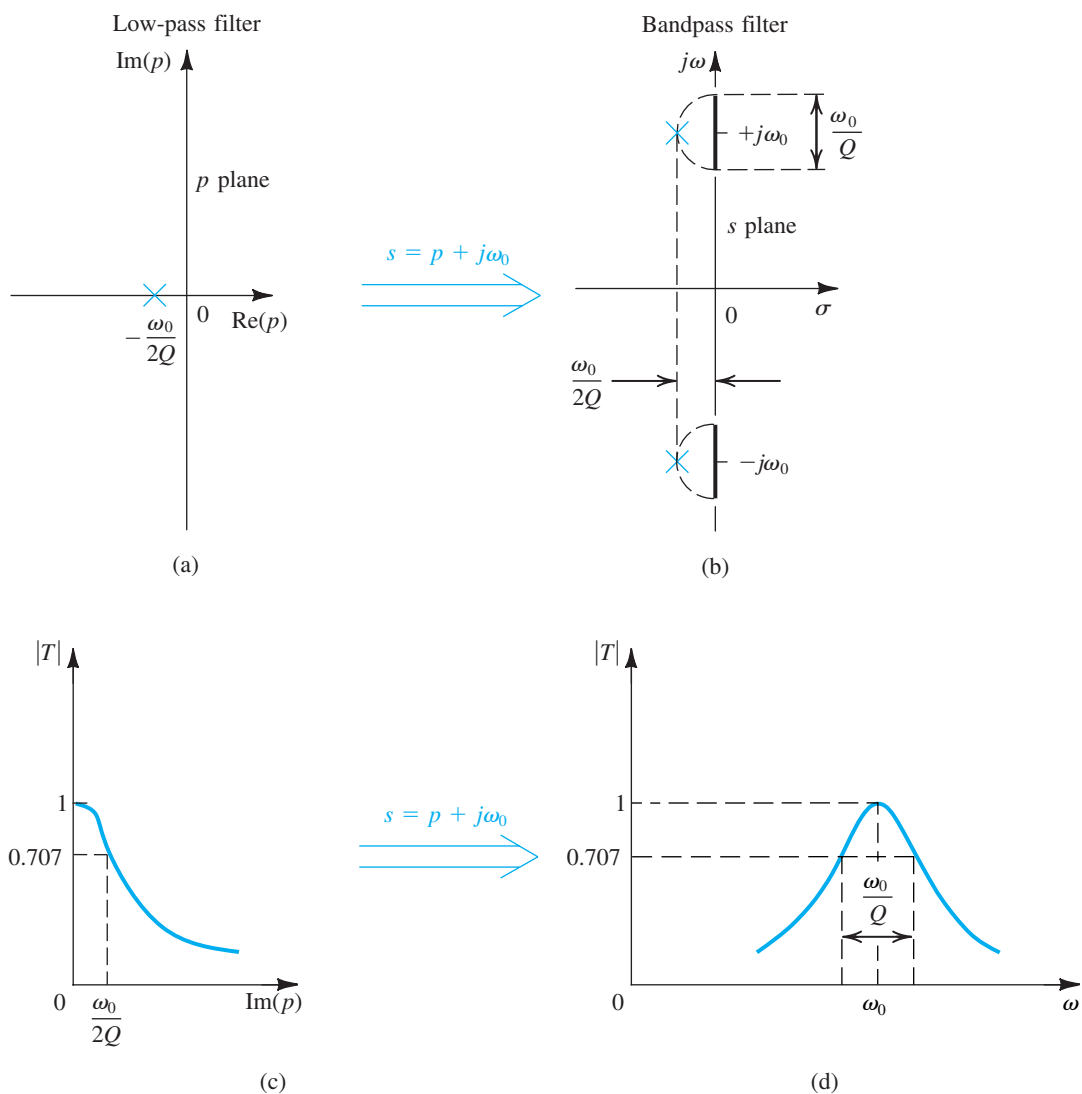 Low-pass filter
Im(p)
p plane
0
Re(p)
− ω₀/2Q
(a)
s = p + jω₀
Bandpass filter
jω
+jω₀
ω₀/Q
s plane
0
σ
ω₀/2Q
−jω₀
(b)
|T|
1
0.707
0
ω₀/2Q
Im(p)
(c)
s = p + jω₀
|T|
1
0.707
ω₀/Q
0
ω₀
ω
(d)